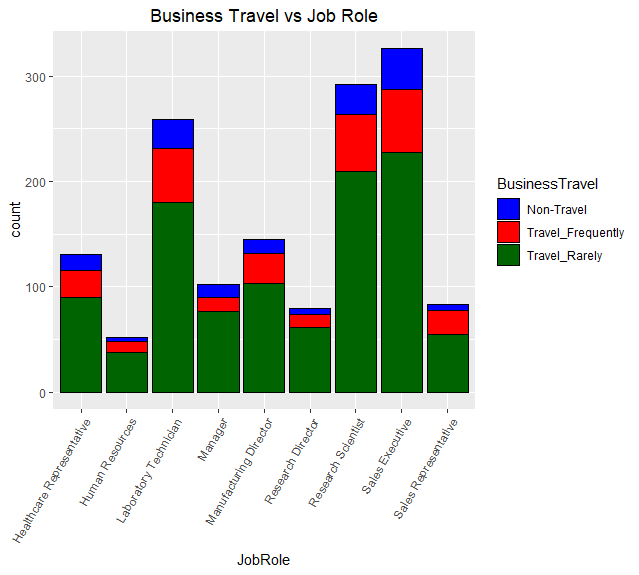 Business Travel vs Job Role
count
300
200
100
0
Healthcare Representative
Human Resources
Laboratory Technician
Manager
Manufacturing Director
Research Director
Research Scientist
Sales Executive
Sales Representative
JobRole
BusinessTravel
Non-Travel
Travel_Frequently
Travel_Rarely